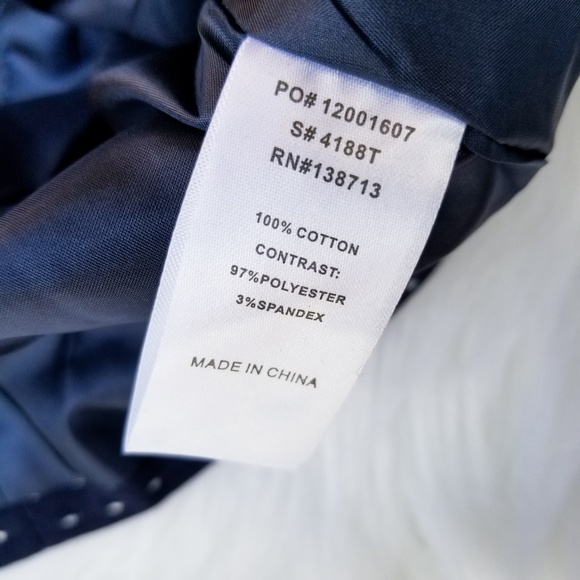 PO# 12001607
S# 4188T
RN#138713
100% COTTON
CONTRAST:
97%POLYESTER
3%SPANDEX
MADE IN CHINA